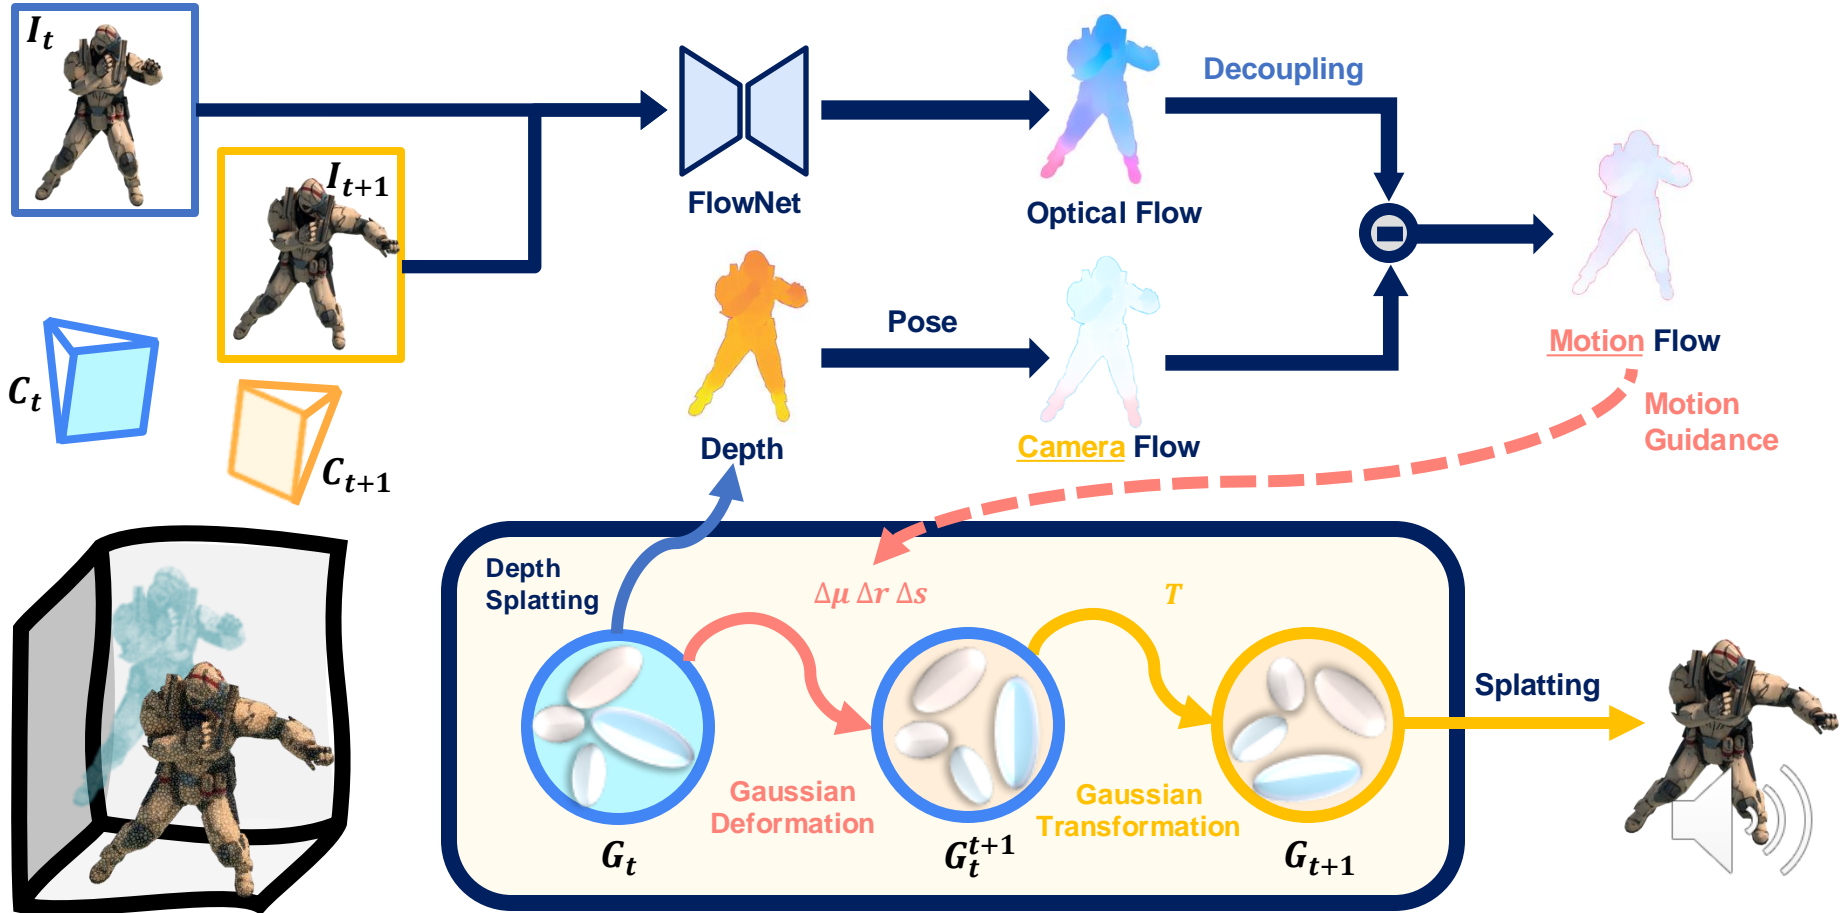 I_t
I_{t+1}
FlowNet
Optical Flow
Decoupling
C_t
C_{t+1}
Depth
Pose
Camera Flow
Motion Flow
Motion
Guidance
Depth
Splatting
Δμ Δr Δs
T
Gaussian
Deformation
Gaussian
Transformation
G_t
G_t^{t+1}
G_{t+1}
Splatting